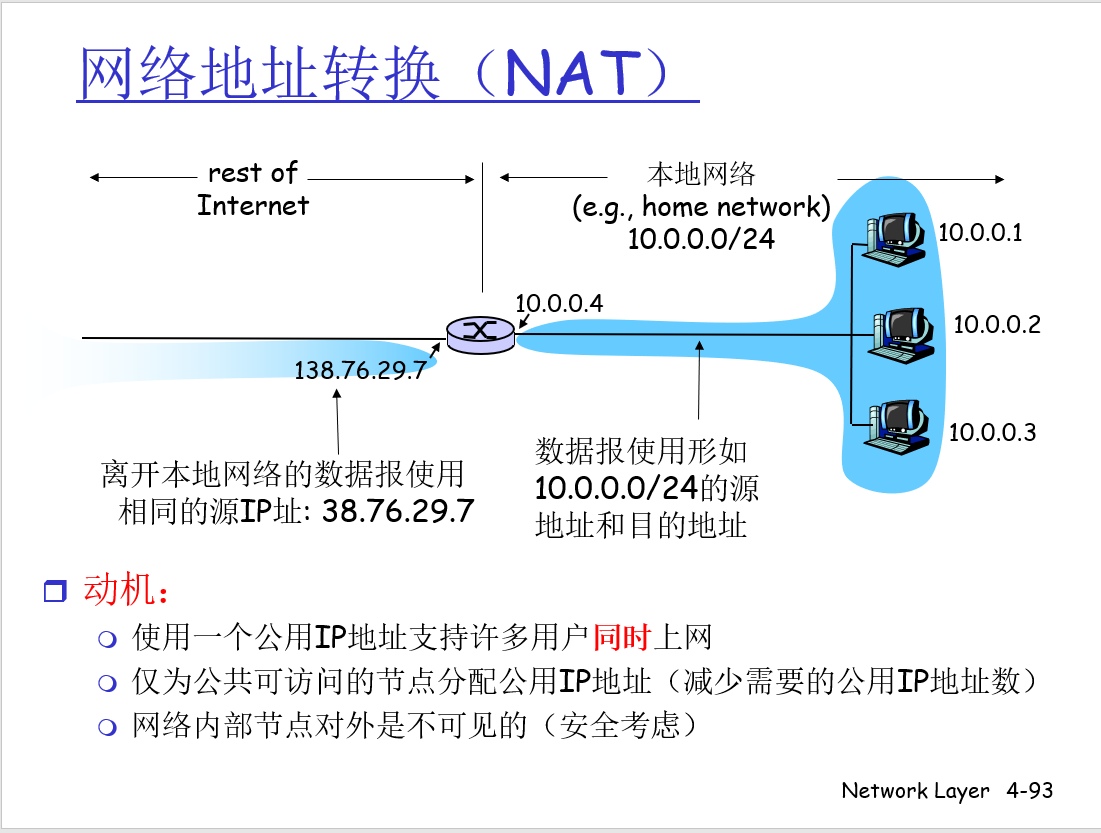 网络地址转换（NAT）
rest of
Internet
本地网络
(e.g., home network)
10.0.0.0/24
10.0.0.1
10.0.0.4
10.0.0.2
138.76.29.7
10.0.0.3
离开本地网络的数据报使用
相同的源IP址: 38.76.29.7
数据报使用形如
10.0.0.0/24的源
地址和目的地址
动机：
使用一个公用IP地址支持许多用户同时上网
仅为公共可访问的节点分配公用IP地址（减少需要的公用IP地址数）
网络内部节点对外是不可见的（安全考虑）
Network Layer 4-93